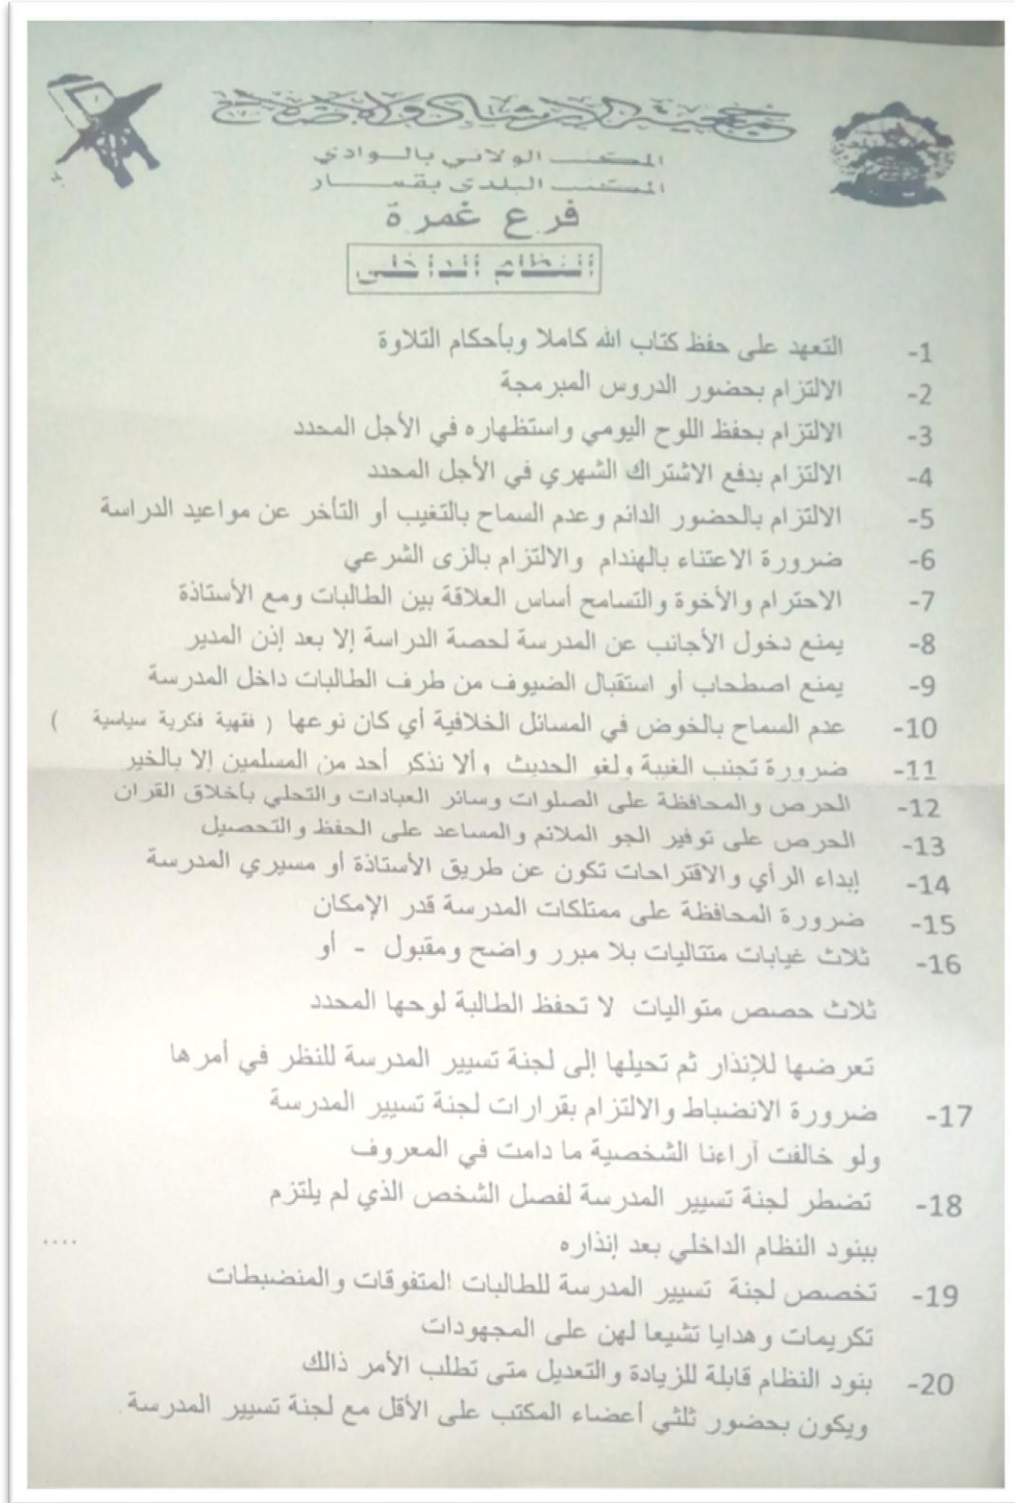 جمعية الإرشاد والإصلاح
المكتب الولائي بالوادي
المكتب البلدي بقمار
فرع غمرة
النظام الداخلي
1- التعهد على حفظ كتاب الله كاملا وبأحكام التلاوة
2- الالتزام بحضور الدروس المبرمجة
3- الالتزام بحفظ اللوح اليومي واستظهاره في الأجل المحدد
4- الالتزام بدفع الاشتراك الشهري في الأجل المحدد
5- الالتزام بالحضور الدائم وعدم السماح بالتغيب أو التأخر عن مواعيد الدراسة
6- ضرورة الاعتناء بالهندام والالتزام بالزى الشرعي
7- الاحترام والأخوة والتسامح أساس العلاقة بين الطالبات ومع الأستاذة
8- يمنع دخول الأجانب عن المدرسة لحصة الدراسة إلا بعد إذن المدير
9- يمنع اصطحاب أو استقبال الضيوف من طرف الطالبات داخل المدرسة
10- عدم السماح بالخوض في المسائل الخلافية أي كان نوعها ( فقهية فكرية سياسية )
11- ضرورة تجنب الغيبة ولغو الحديث وألا نذكر أحد من المسلمين إلا بالخير
12- الحرص والمحافظة على الصلوات وسائر العبادات والتحلي بأخلاق القران
13- الحرص على توفير الجو الملائم والمساعد على الحفظ والتحصيل
14- إبداء الرأي والاقتراحات تكون عن طريق الأستاذة أو مسيري المدرسة
15- ضرورة المحافظة على ممتلكات المدرسة قدر الإمكان
16- ثلاث غيابات متتاليات بلا مبرر واضح ومقبول - أو
ثلاث حصص متواليات لا تحفظ الطالبة لوحها المحدد
تعرضها للإنذار ثم تحيلها إلى لجنة تسيير المدرسة للنظر في أمرها
17- ضرورة الانضباط والالتزام بقرارات لجنة تسيير المدرسة
ولو خالفت آراءنا الشخصية ما دامت في المعروف
18- تضطر لجنة تسيير المدرسة لفصل الشخص الذي لم يلتزم
ببنود النظام الداخلي بعد إنذاره ....
19- تخصص لجنة تسيير المدرسة للطالبات المتفوقات والمنضبطات
تكريمات وهدايا تشيعا لهن على المجهودات
20- بنود النظام قابلة للزيادة والتعديل متى تطلب الأمر ذالك
ويكون بحضور ثلثي أعضاء المكتب على الأقل مع لجنة تسيير المدرسة.